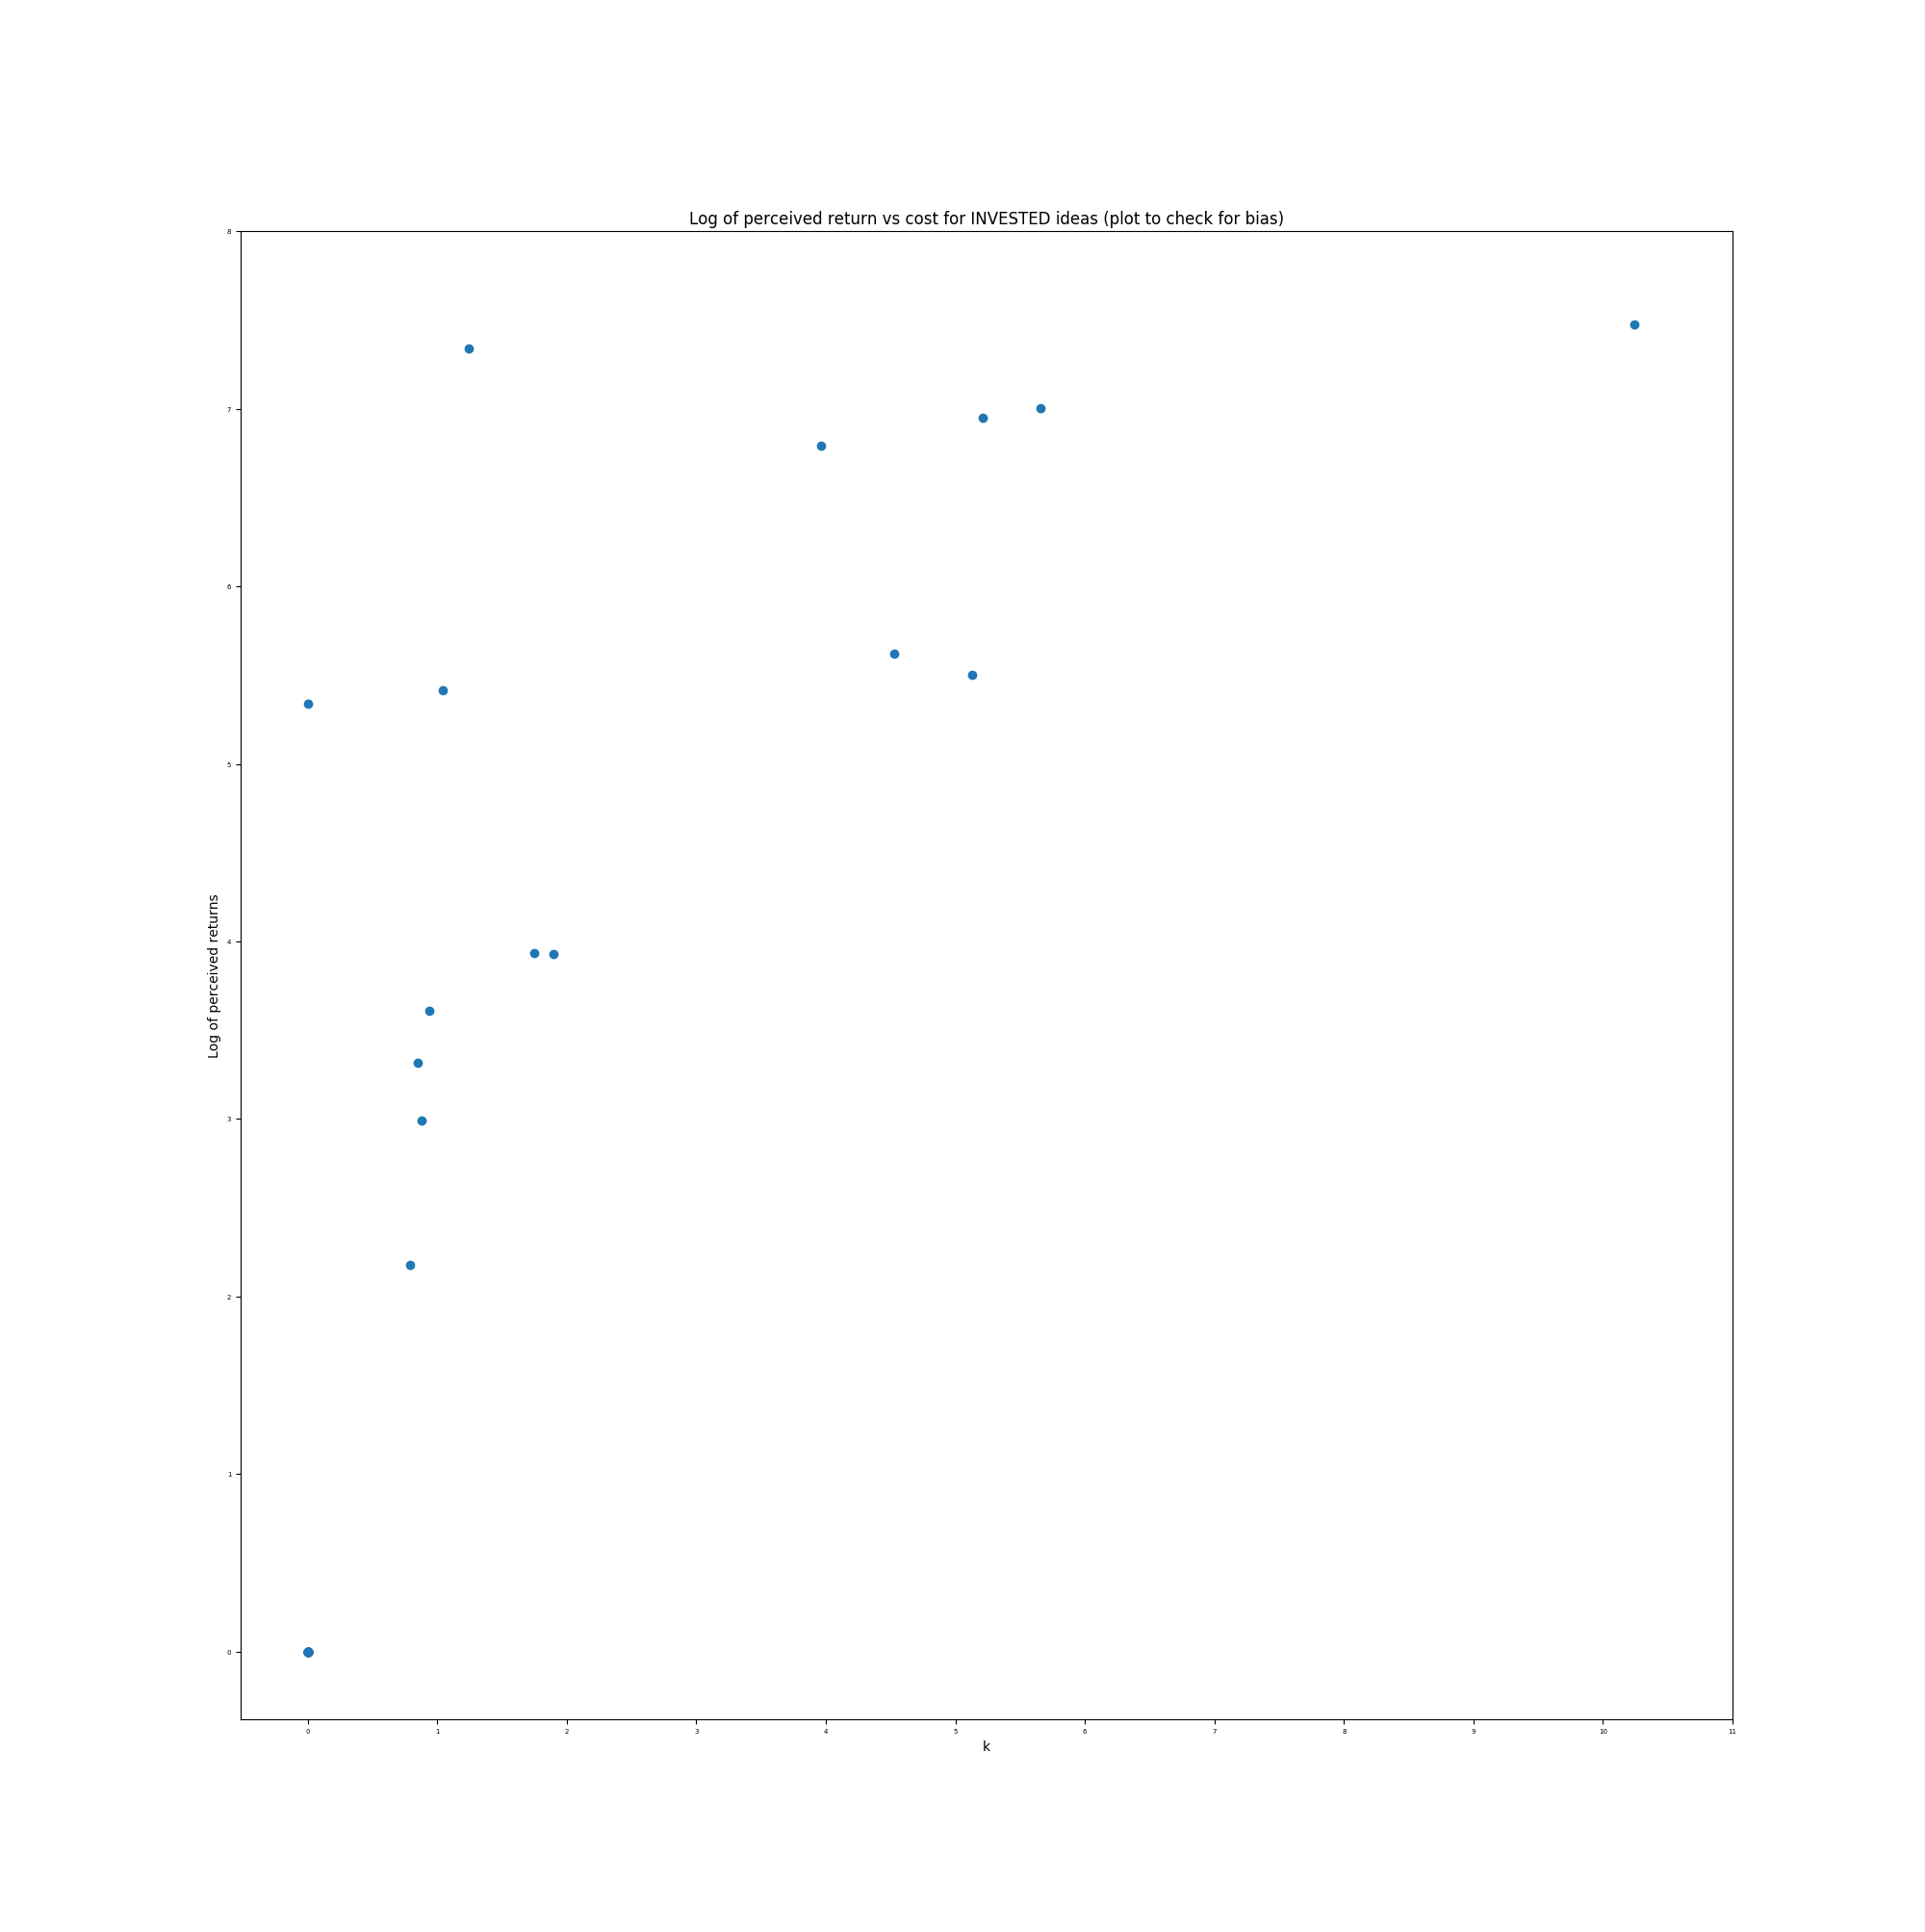 Log of perceived return vs cost for INVESTED ideas (plot to check for bias)
8
7
6
5
4
3
2
1
0
Log of perceived returns
0 1 2 3 4 5 6 7 8 9 10 11
k